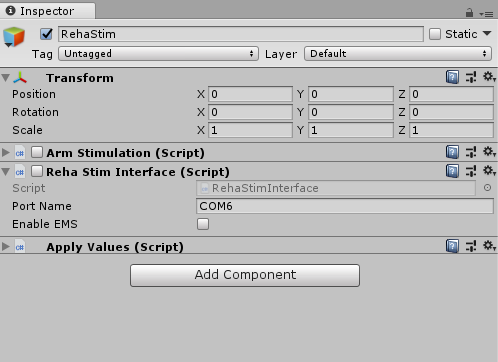 Inspector
RehaStim Static
Tag Untagged Layer Default
Transform
Position X 0 Y 0 Z 0
Rotation X 0 Y 0 Z 0
Scale X 1 Y 1 Z 1
Arm Stimulation (Script)
Reha Stim Interface (Script)
Script RehaStimInterface
Port Name COM6
Enable EMS
Apply Values (Script)
Add Component